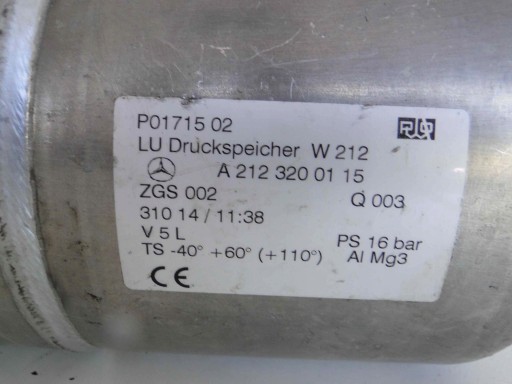 P01715 02
LU Druckspeicher W 212
A 212 320 01 15
ZGS 002 Q 003
310 14 / 11:38
V 5 L PS 16 bar
TS -40° +60° (+110°) Al Mg3
CE